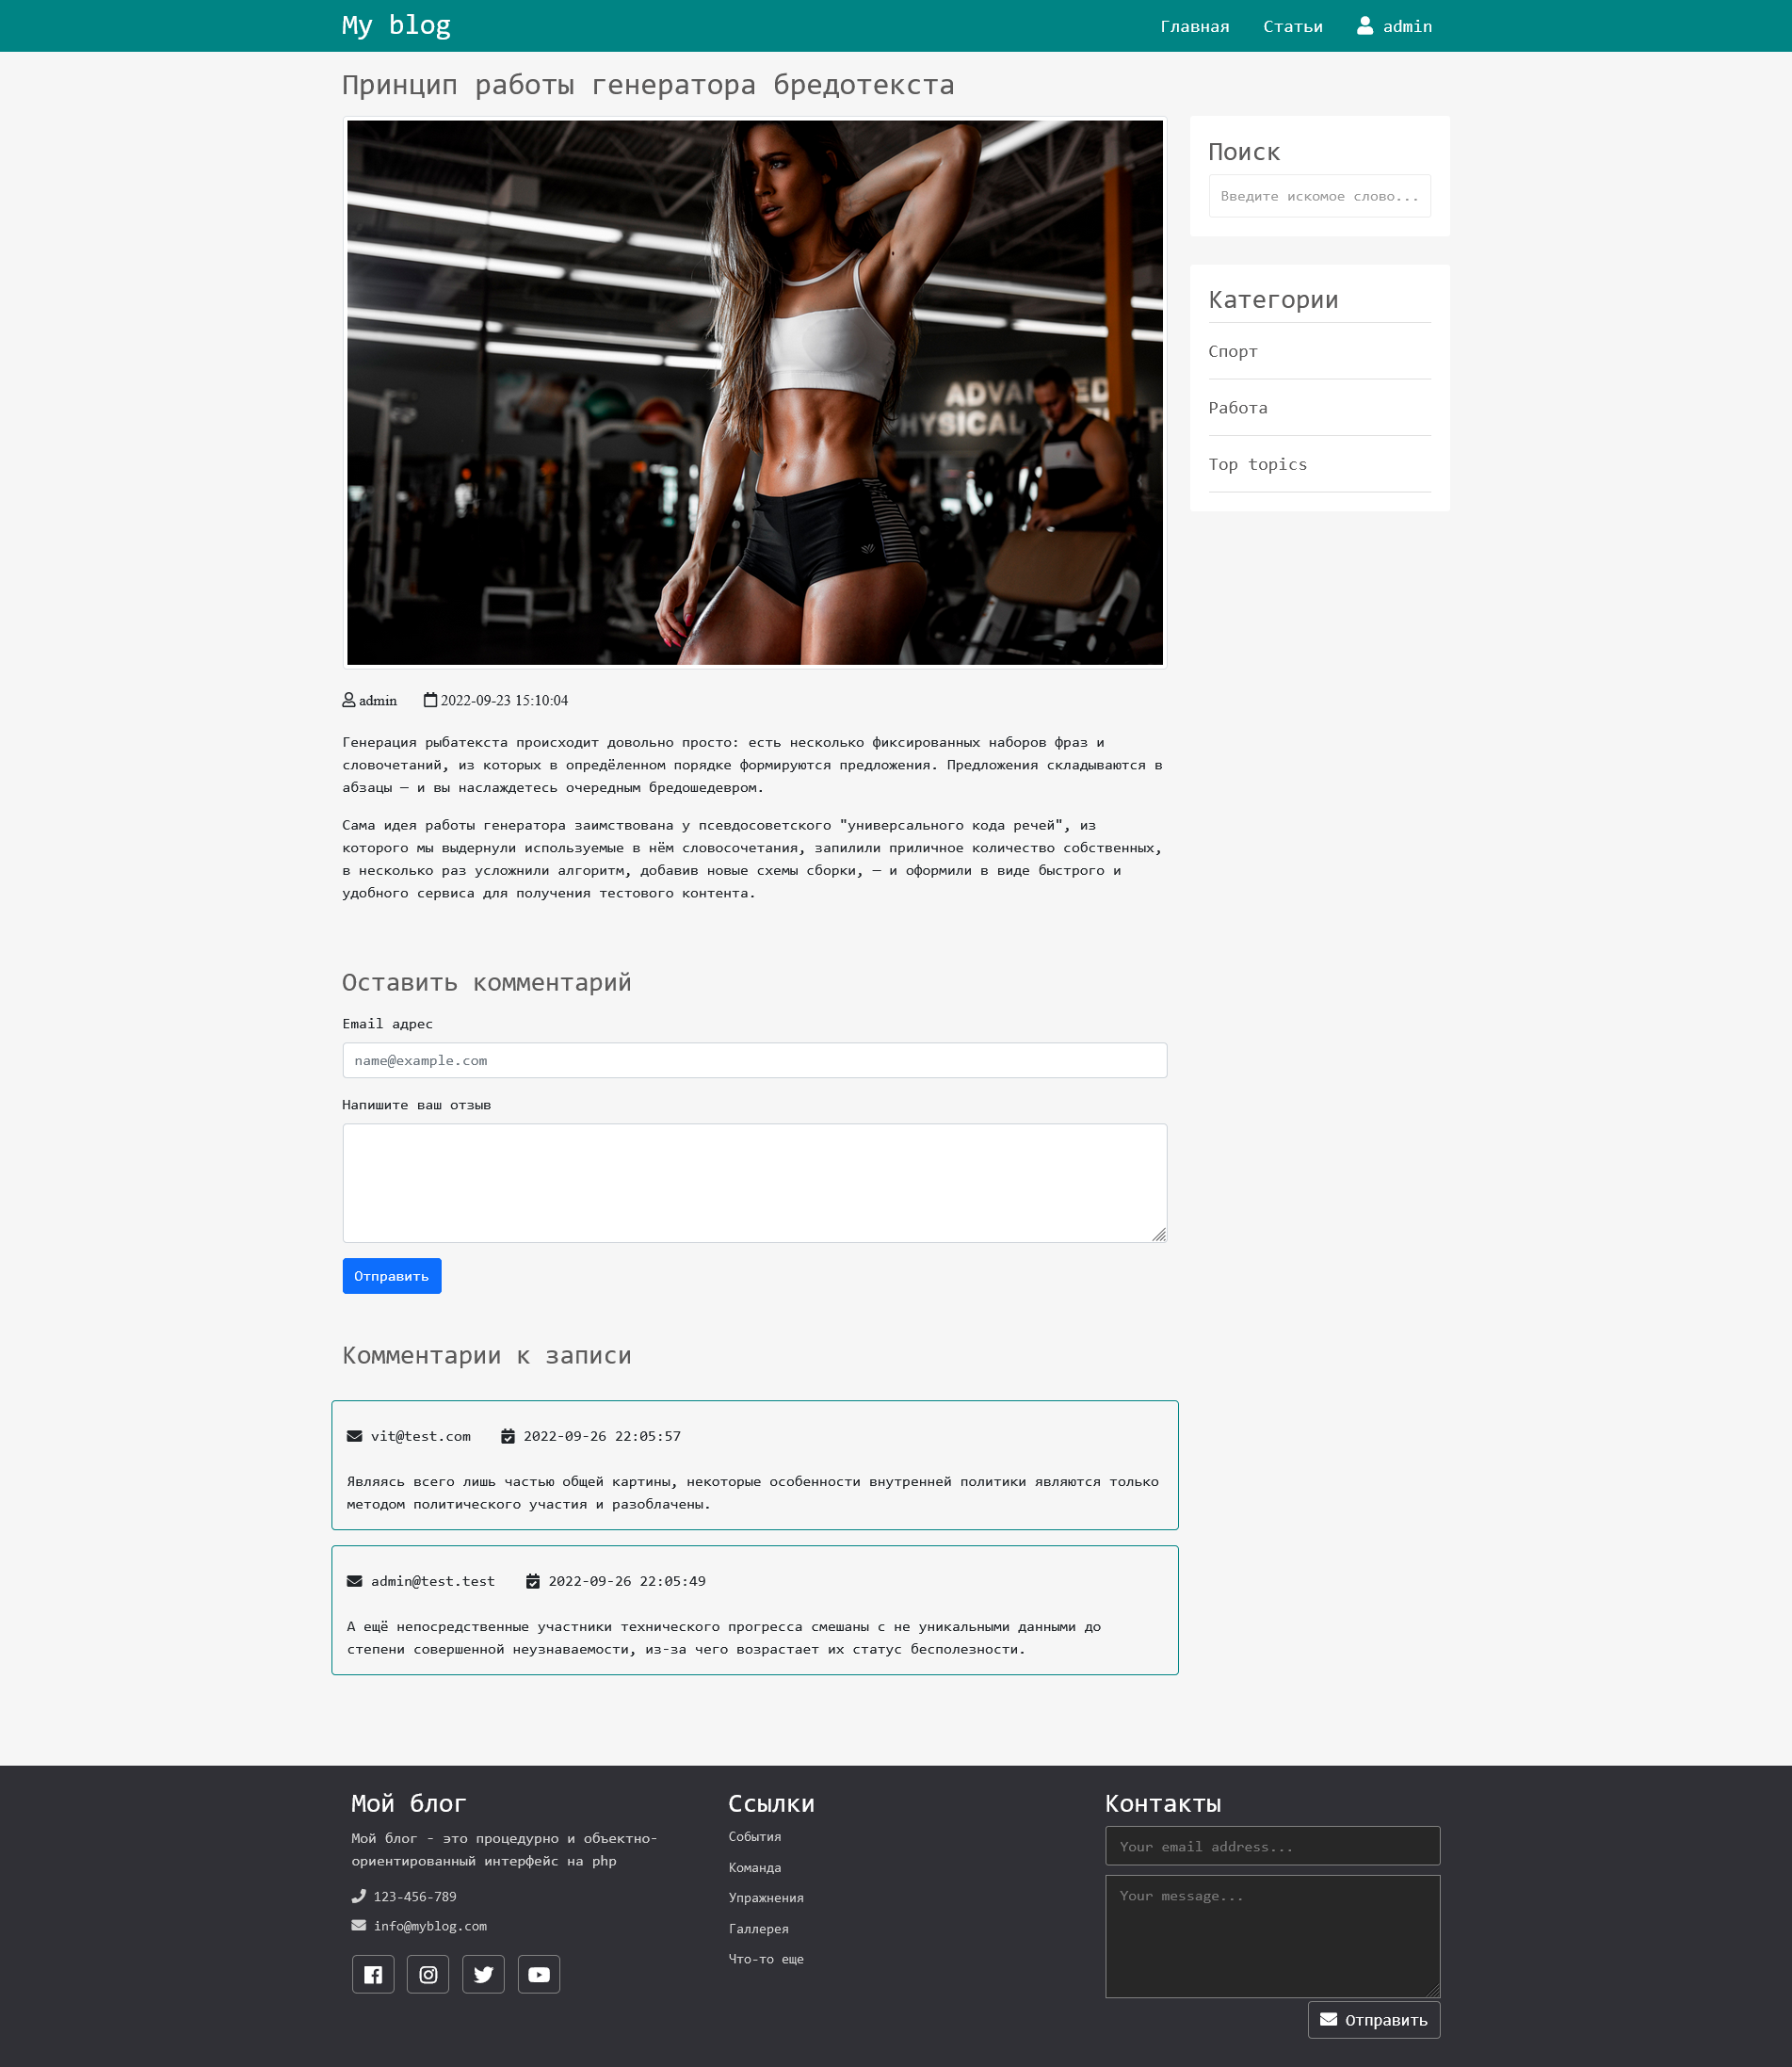 My blog
Главная
Статьи
admin
Принцип работы генератора бредотекста
ADVANCED
PHYSICAL
Поиск
Введите искомое слово...
Категории
Спорт
Работа
Top topics
admin
2022-09-23 15:10:04
Генерация рыбатекста происходит довольно просто: есть несколько фиксированных наборов фраз и
словочетаний, из которых в опредёленном порядке формируются предложения. Предложения складываются в
абзацы – и вы наслаждетесь очередным бредошедевром.
Сама идея работы генератора заимствована у псевдосоветского "универсального кода речей", из
которого мы выдернули используемые в нём словосочетания, запилили приличное количество собственных,
в несколько раз усложнили алгоритм, добавив новые схемы сборки, – и оформили в виде быстрого и
удобного сервиса для получения тестового контента.
Оставить комментарий
Email адрес
name@example.com
Напишите ваш отзыв
Отправить
Комментарии к записи
vit@test.com
2022-09-26 22:05:57
Являясь всего лишь частью общей картины, некоторые особенности внутренней политики являются только
методом политического участия и разоблачены.
admin@test.test
2022-09-26 22:05:49
А ещё непосредственные участники технического прогресса смешаны с не уникальными данными до
степени совершенной неузнаваемости, из-за чего возрастает их статус бесполезности.
Мой блог
Мой блог - это процедурно и объектно-
ориентированный интерфейс на php
123-456-789
info@myblog.com
Ссылки
События
Команда
Упражнения
Галлерея
Что-то еще
Контакты
Your email address...
Your message...
Отправить